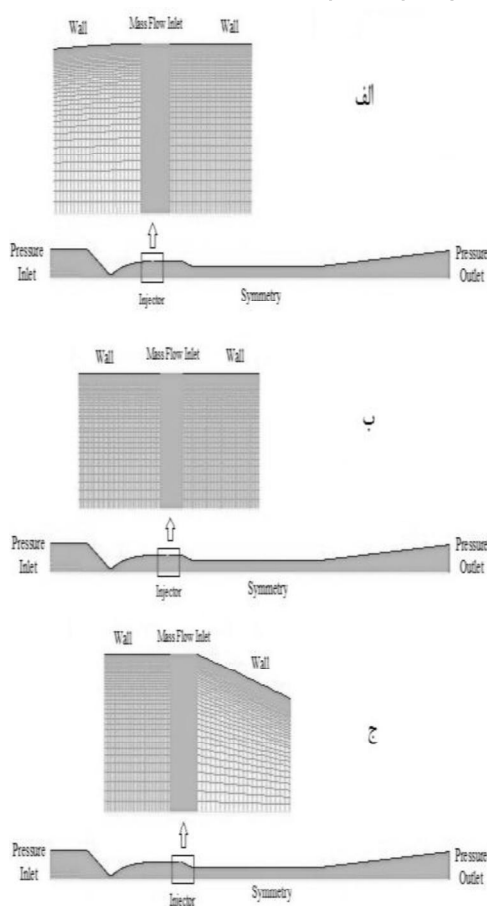 Wall Mass Flow Inlet Wall
الف
Pressure Inlet
Pressure Outlet
Injector
Symmetry
Wall Mass Flow Inlet Wall
ب
Pressure Inlet
Pressure Outlet
Injector
Symmetry
Wall Mass Flow Inlet
Wall
ج
Pressure Inlet
Pressure Outlet
Injector
Symmetry